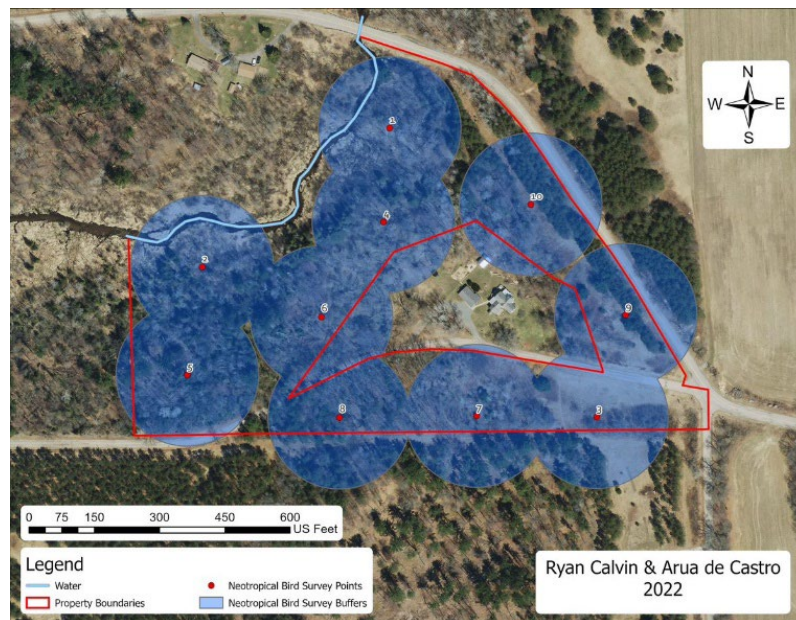 N
W E
S
1
10
4
2
9
6
5
8 7 3
0 75 150 300 450 600
US Feet
Legend
Water
Property Boundaries
Neotropical Bird Survey Points
Neotropical Bird Survey Buffers
Ryan Calvin & Arua de Castro
2022